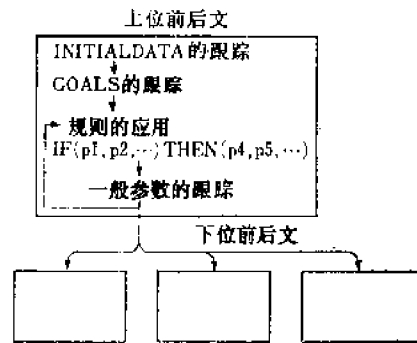 上位前后文
INITIALDATA的跟踪
GOALS的跟踪
规则的应用
IF(p1,p2,…)THEN(p4,p5,…)
一般参数的跟踪
下位前后文